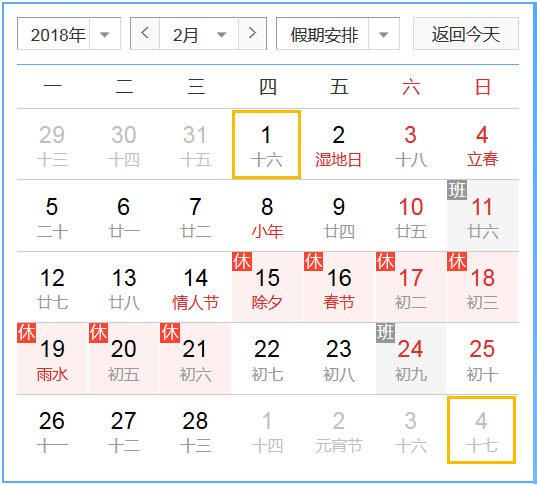 2018年 2月 假期安排 返回今天
一 二 三 四 五 六 日
29 30 31 1 2 3 4
十三 十四 十五 十六 湿地日 十八 立春
班
5 6 7 8 9 10 11
二十 廿一 廿二 小年 廿四 廿五 廿六
休 休 休 休
12 13 14 15 16 17 18
廿七 廿八 情人节 除夕 春节 初二 初三
休 休 休 班
19 20 21 22 23 24 25
雨水 初五 初六 初七 初八 初九 初十
26 27 28 1 2 3 4
十一 十二 十三 十四 元宵节 十六 十七